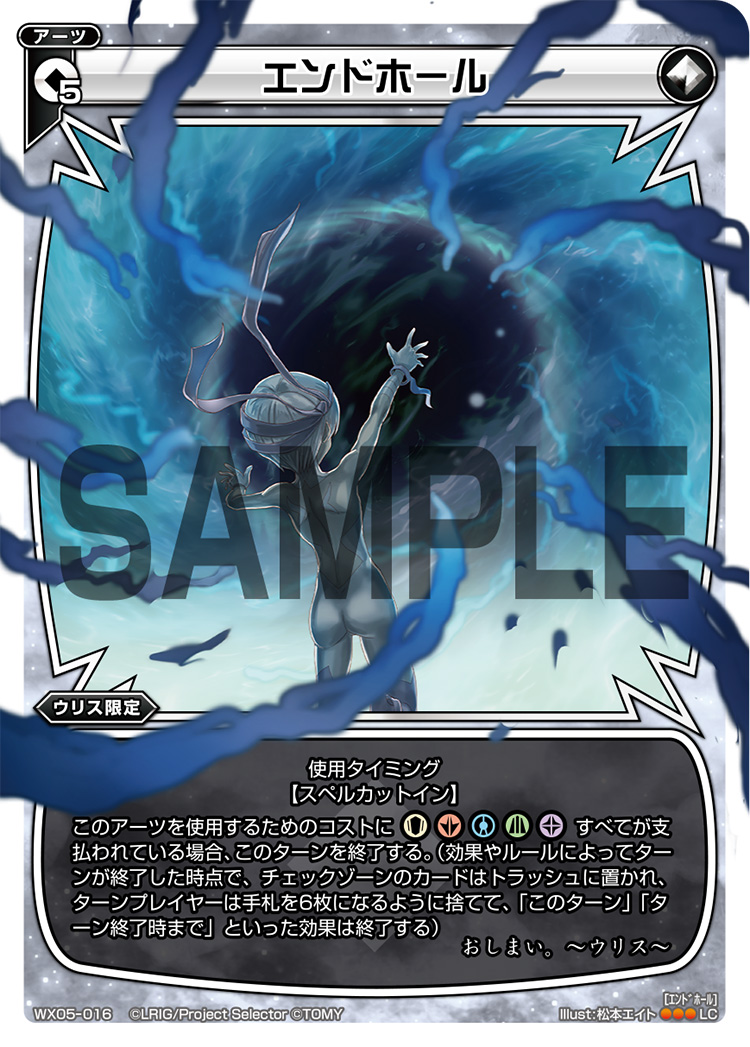 アーツ
エンドホール
5
SAMPLE
ウリス限定
使用タイミング
【スペルカットイン】
このアーツを使用するためのコストに すべてが支
払われている場合、このターンを終了する。（効果やルールによってター
ンが終了した時点で、チェックゾーンのカードはトラッシュに置かれ、
ターンプレイヤーは手札を6枚になるように捨てて、「このターン」「タ
ーン終了時まで」といった効果は終了する）
おしまい。～ウリス～
[エンドホール]
WX05-016 ©LRIG/Project Selector ©TOMY Illust:松本エイト LC